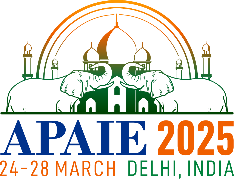 APAIE 2025
24-28 MARCH DELHI, INDIA